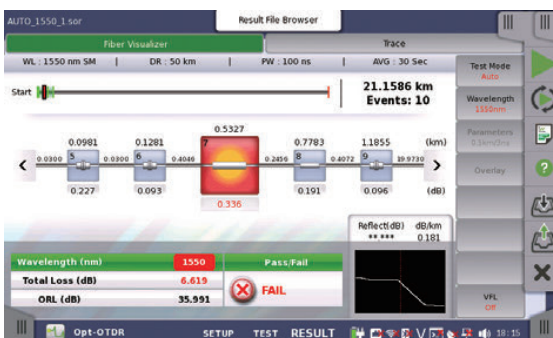 AUTO_1550_1.sor
Result File Browser
Fiber Visualizer
Trace
WL : 1550 nm SM | DR : 50 km | PW : 100 ns | AVG : 30 Sec
Start
21.1586 km
Events: 10
0.0981 0.1281 0.5327 0.7783 1.1855 (km)
0.0300 5 0.0300 6 0.4046 7 0.2456 8 0.4072 9 19.9730
0.227 0.093 0.336 0.191 0.096 (dB)
Reflect(dB) dB/km
**.*** 0.181
Wavelength (nm) 1550 Pass/Fail
Total Loss (dB) 6.619
FAIL
ORL (dB) 35.991
Test Mode
Auto
Wavelength
1550nm
Parameters
0.5km/3ns
Overlay
VFL
Off
Opt-OTDR SETUP TEST RESULT V 18:15